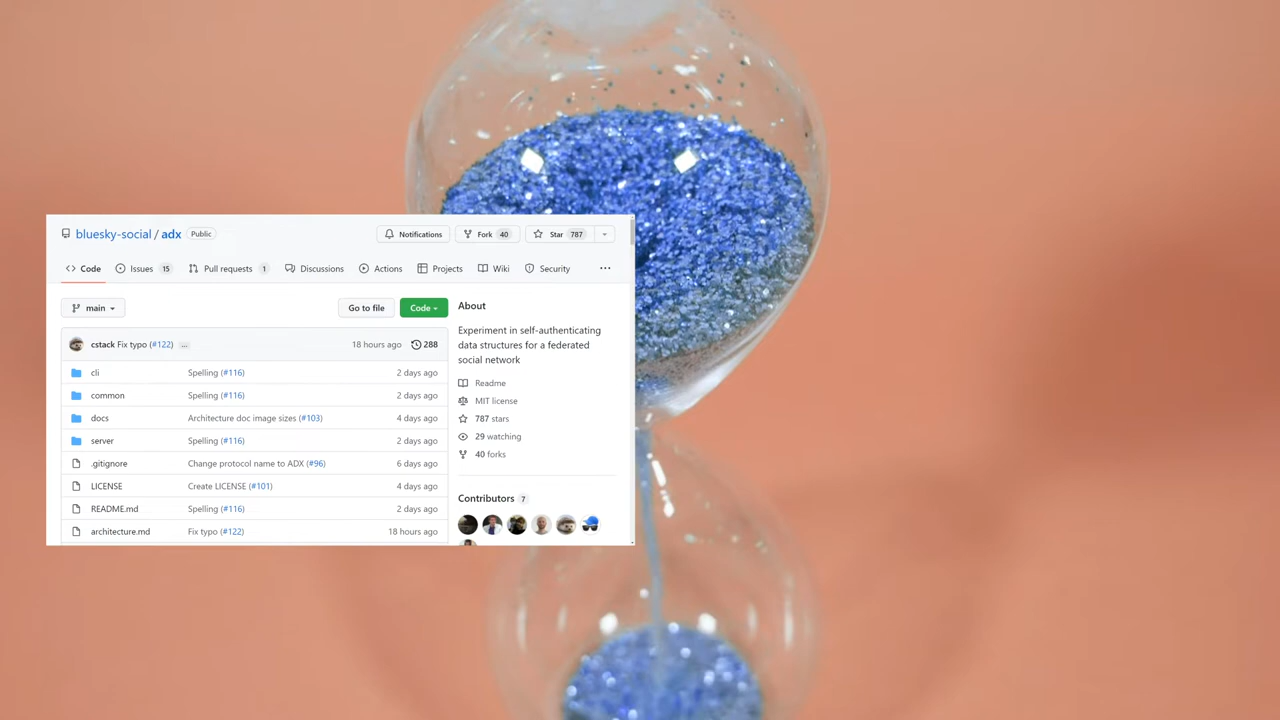 bluesky-social / adx Public
Notifications Fork 40 Star 787
Code Issues 15 Pull requests 1 Discussions Actions Projects Wiki Security ...
main Go to file Code
About
Experiment in self-authenticating
data structures for a federated
social network
Readme
MIT license
787 stars
29 watching
40 forks
Contributors 7
cstack Fix typo (#122) ... 18 hours ago 288
cli Spelling (#116) 2 days ago
common Spelling (#116) 2 days ago
docs Architecture doc image sizes (#103) 4 days ago
server Spelling (#116) 2 days ago
.gitignore Change protocol name to ADX (#96) 6 days ago
LICENSE Create LICENSE (#101) 4 days ago
README.md Spelling (#116) 2 days ago
architecture.md Fix typo (#122) 18 hours ago